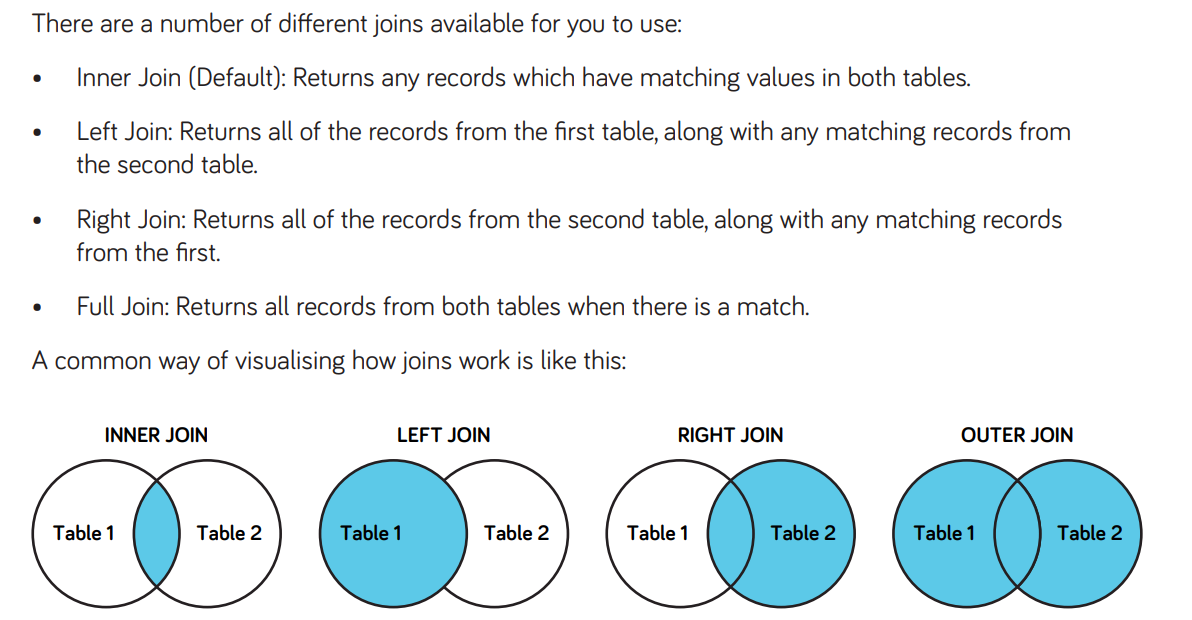 There are a number of different joins available for you to use:
• Inner Join (Default): Returns any records which have matching values in both tables.
• Left Join: Returns all of the records from the first table, along with any matching records from
the second table.
• Right Join: Returns all of the records from the second table, along with any matching records
from the first.
• Full Join: Returns all records from both tables when there is a match.
A common way of visualising how joins work is like this:
INNER JOIN LEFT JOIN RIGHT JOIN OUTER JOIN
Table 1 Table 2 Table 1 Table 2 Table 1 Table 2 Table 1 Table 2